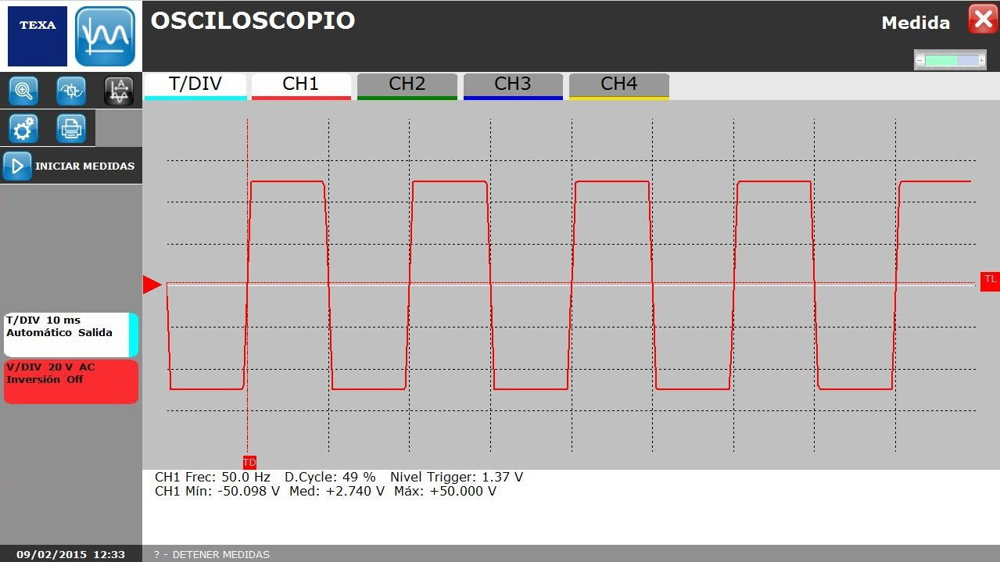 TEXA
OSCILOSCOPIO
Medida
T/DIV
CH1
CH2
CH3
CH4
INICIAR MEDIDAS
TL
T/DIV 10 ms
Automático Salida
V/DIV 20 V AC
Inversión Off
TD
CH1 Frec: 50.0 Hz D.Cycle: 49 % Nivel Trigger: 1.37 V
CH1 Mín: -50.098 V Med: +2.740 V Máx: +50.000 V
09/02/2015 12:33
? - DETENER MEDIDAS